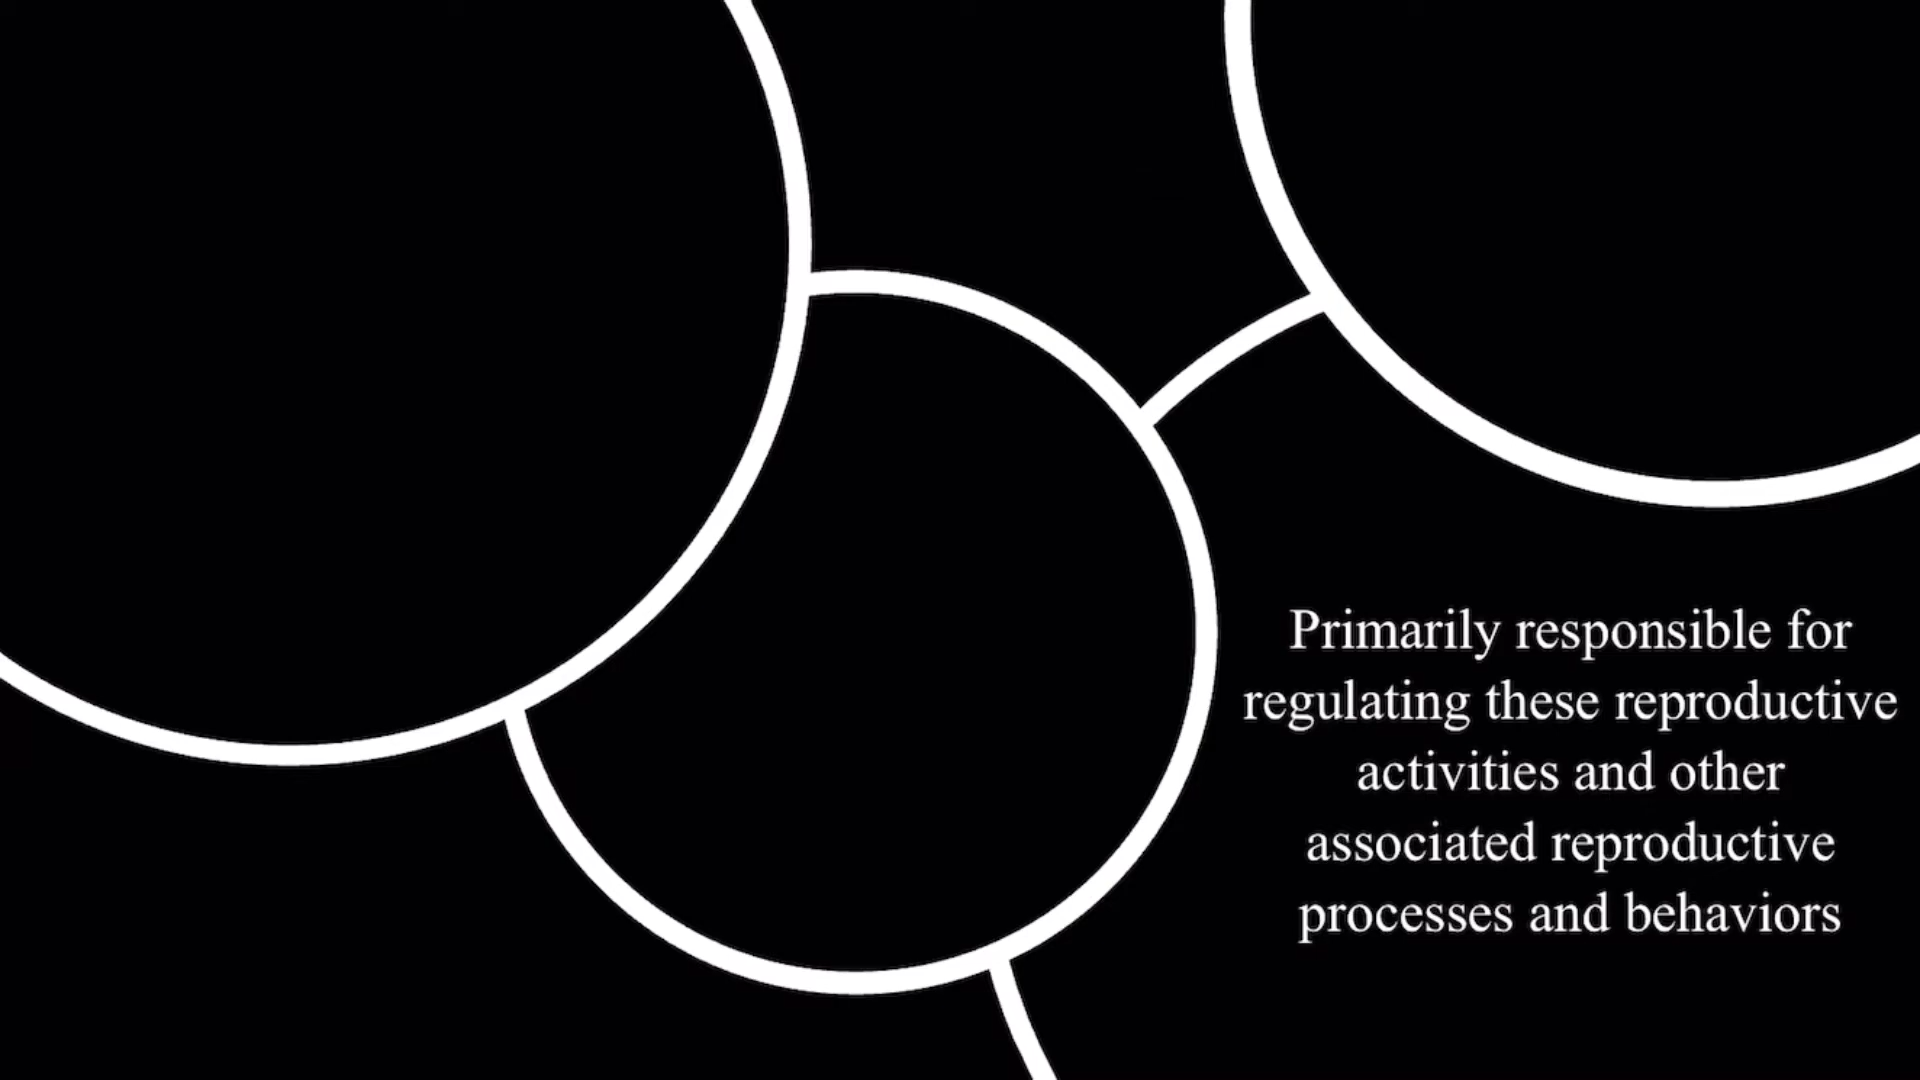 Primarily responsible for
regulating these reproductive
activities and other
associated reproductive
processes and behaviors